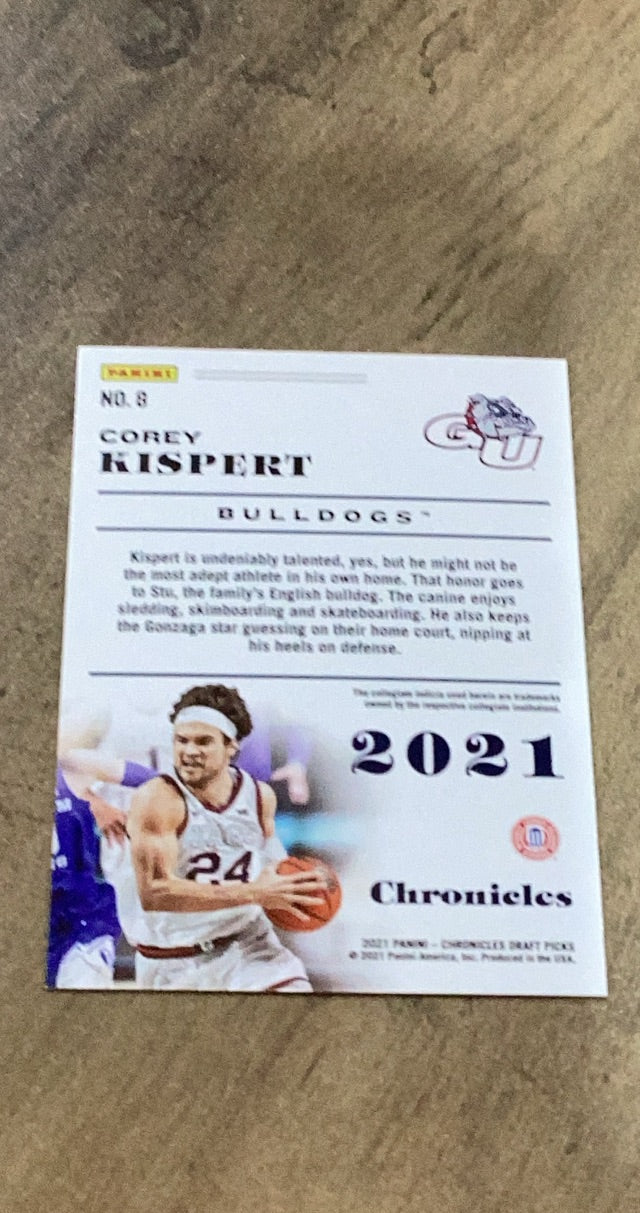 PANINI
NO. 8
GU
COREY
KISPERT
BULLDOGS™
Kispert is undeniably talented, yes, but he might not be
the most adept athlete in his own home. That honor goes
to Stu, the family's English bulldog. The canine enjoys
sledding, skimboarding and skateboarding. He also keeps
the Gonzaga star guessing on their home court, nipping at
his heels on defense.
The collegiate indicia used herein are trademarks
owned by the respective collegiate institutions.
2021
24
Chronicles
2021 PANINI – CHRONICLES DRAFT PICKS
© 2021 Panini America, Inc. Produced in the USA.